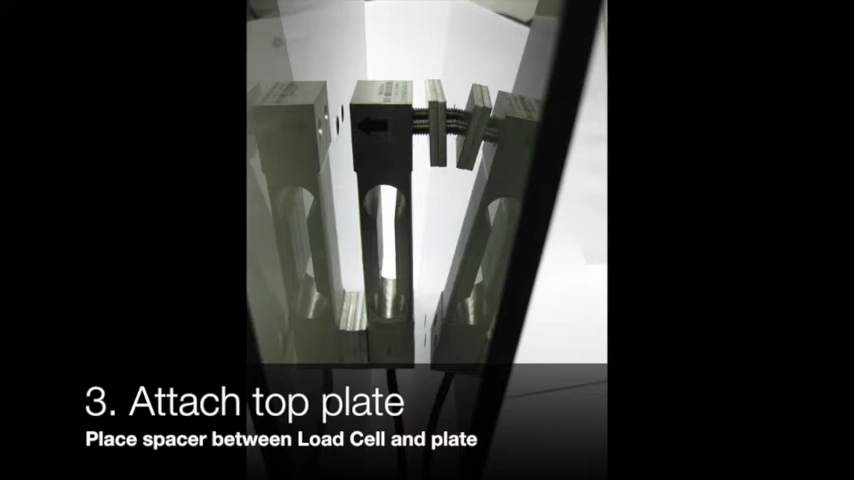 3. Attach top plate
Place spacer between Load Cell and plate